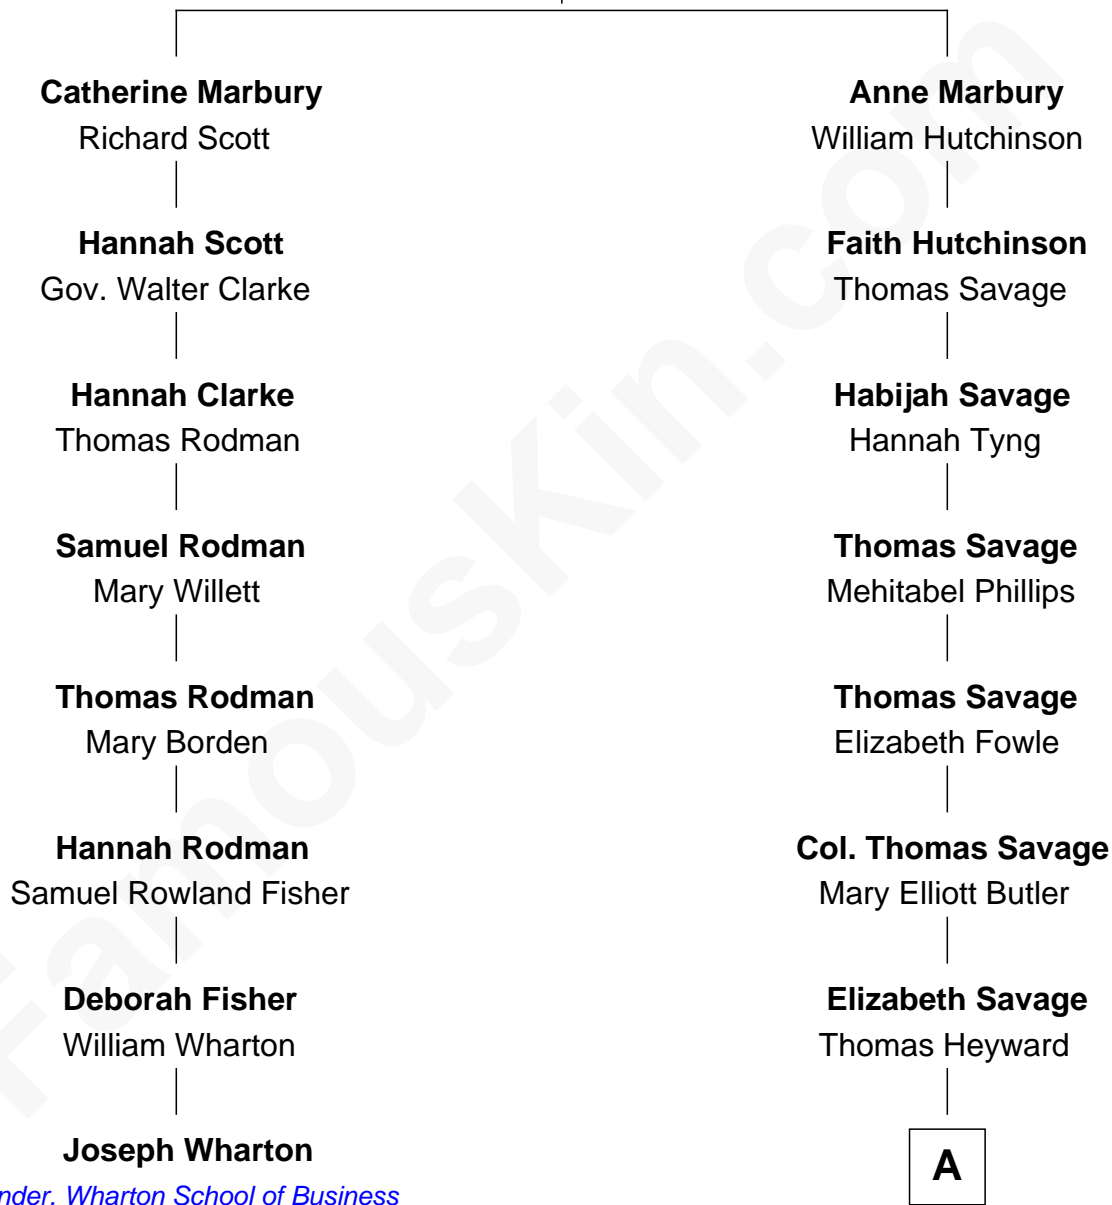 Catherine Marbury
Richard Scott
Anne Marbury
William Hutchinson
Hannah Scott
Gov. Walter Clarke
Faith Hutchinson
Thomas Savage
Hannah Clarke
Thomas Rodman
Habijah Savage
Hannah Tyng
Samuel Rodman
Mary Willett
Thomas Savage
Mehitabel Phillips
Thomas Rodman
Mary Borden
Thomas Savage
Elizabeth Fowle
Hannah Rodman
Samuel Rowland Fisher
Col. Thomas Savage
Mary Elliott Butler
Deborah Fisher
William Wharton
Elizabeth Savage
Thomas Heyward
Joseph Wharton
nder, Wharton School of Business
A
FamousKin.com